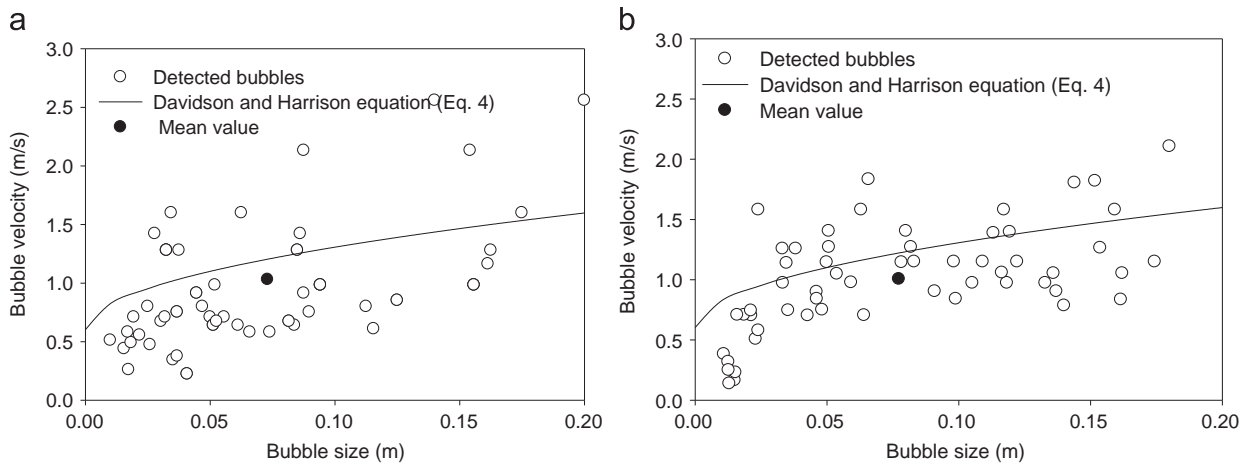 a
3.0
2.5
2.0
1.5
1.0
0.5
0.0
Bubble velocity (m/s)
Detected bubbles
Davidson and Harrison equation (Eq. 4)
Mean value
0.00 0.05 0.10 0.15 0.20
Bubble size (m)
b
3.0
2.5
2.0
1.5
1.0
0.5
0.0
Bubble velocity (m/s)
Detected bubbles
Davidson and Harrison equation (Eq. 4)
Mean value
0.00 0.05 0.10 0.15 0.20
Bubble size (m)